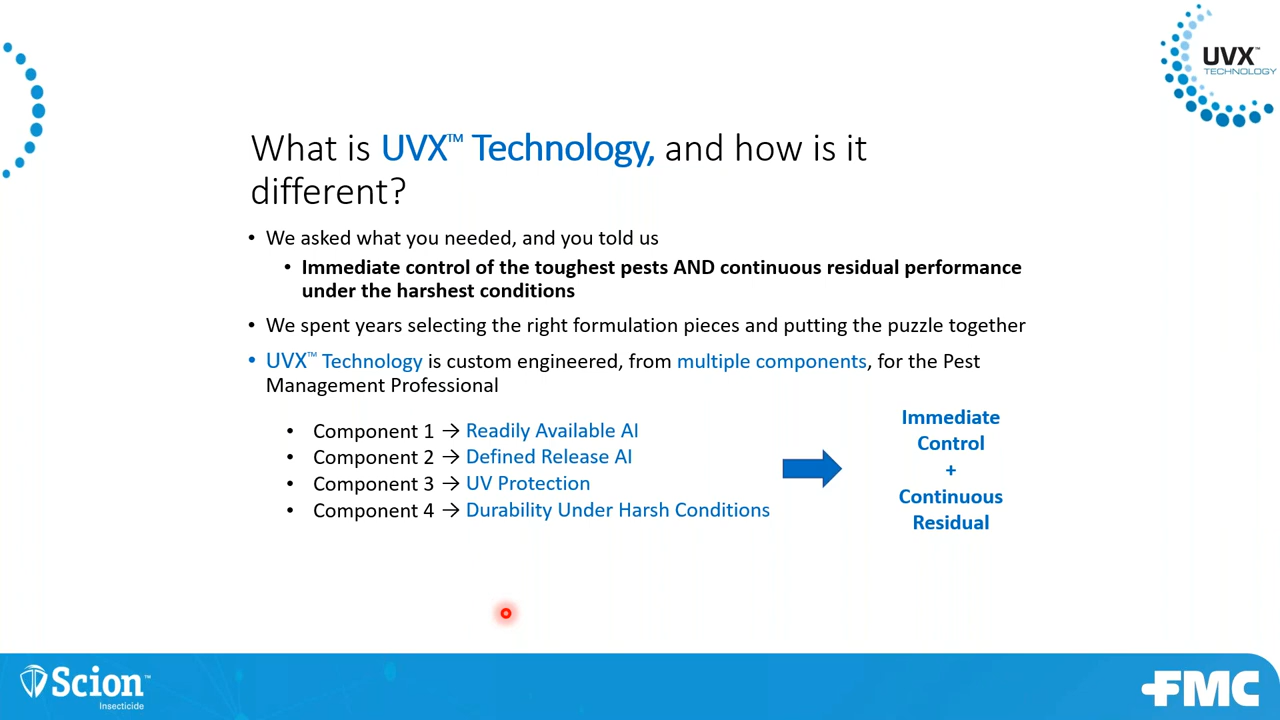 UVX™
TECHNOLOGY
What is UVX™ Technology, and how is it
different?
• We asked what you needed, and you told us
• Immediate control of the toughest pests AND continuous residual performance
under the harshest conditions
• We spent years selecting the right formulation pieces and putting the puzzle together
• UVX™ Technology is custom engineered, from multiple components, for the Pest
Management Professional
• Component 1 → Readily Available AI
• Component 2 → Defined Release AI
• Component 3 → UV Protection
• Component 4 → Durability Under Harsh Conditions
Immediate
Control
+
Continuous
Residual
Scion™
Insecticide
FMC